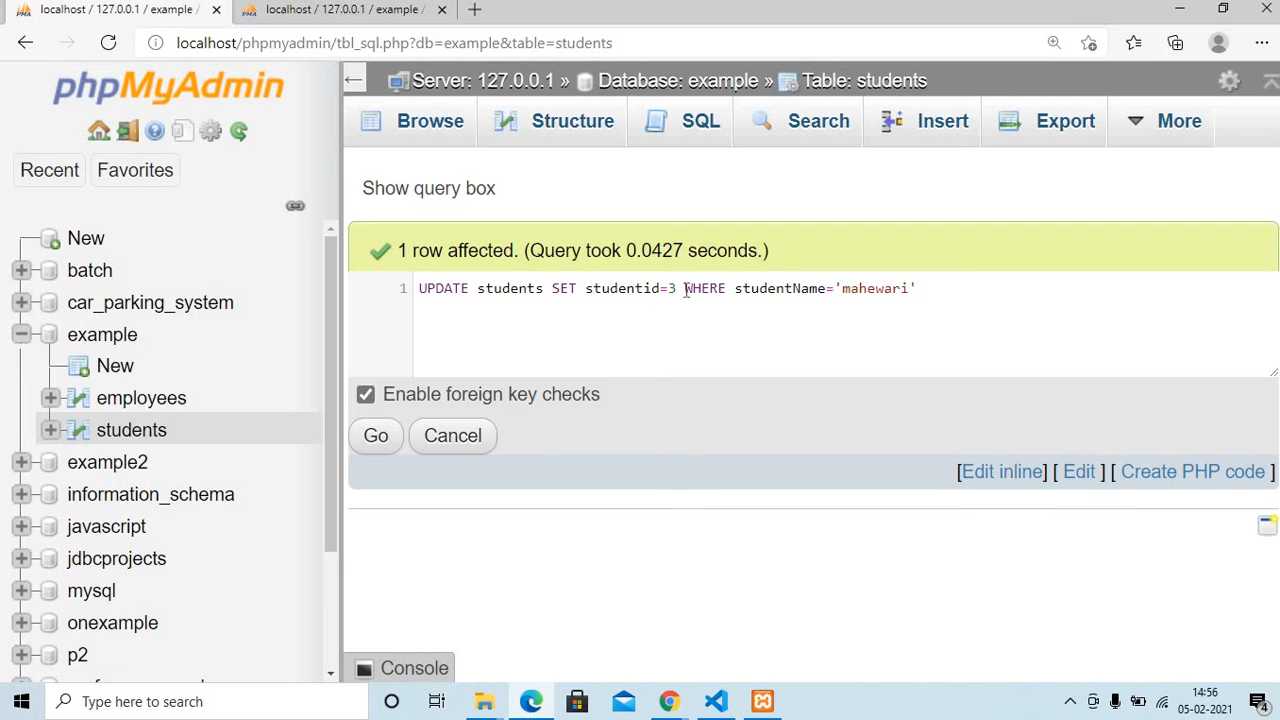 localhost / 127.0.0.1 / example /
localhost / 127.0.0.1 / example /
localhost/phpmyadmin/tbl_sql.php?db=example&table=students
phpMyAdmin
Recent
Favorites
New
batch
car_parking_system
example
New
employees
students
example2
information_schema
javascript
jdbcprojects
mysql
onexample
p2
Server: 127.0.0.1 » Database: example » Table: students
Browse
Structure
SQL
Search
Insert
Export
More
Show query box
1 row affected. (Query took 0.0427 seconds.)
1 UPDATE students SET studentid=3 WHERE studentName='mahewari'
Enable foreign key checks
Go
Cancel
[Edit inline] [ Edit ] [ Create PHP code ]
Console
Type here to search
14:56
05-02-2021
4